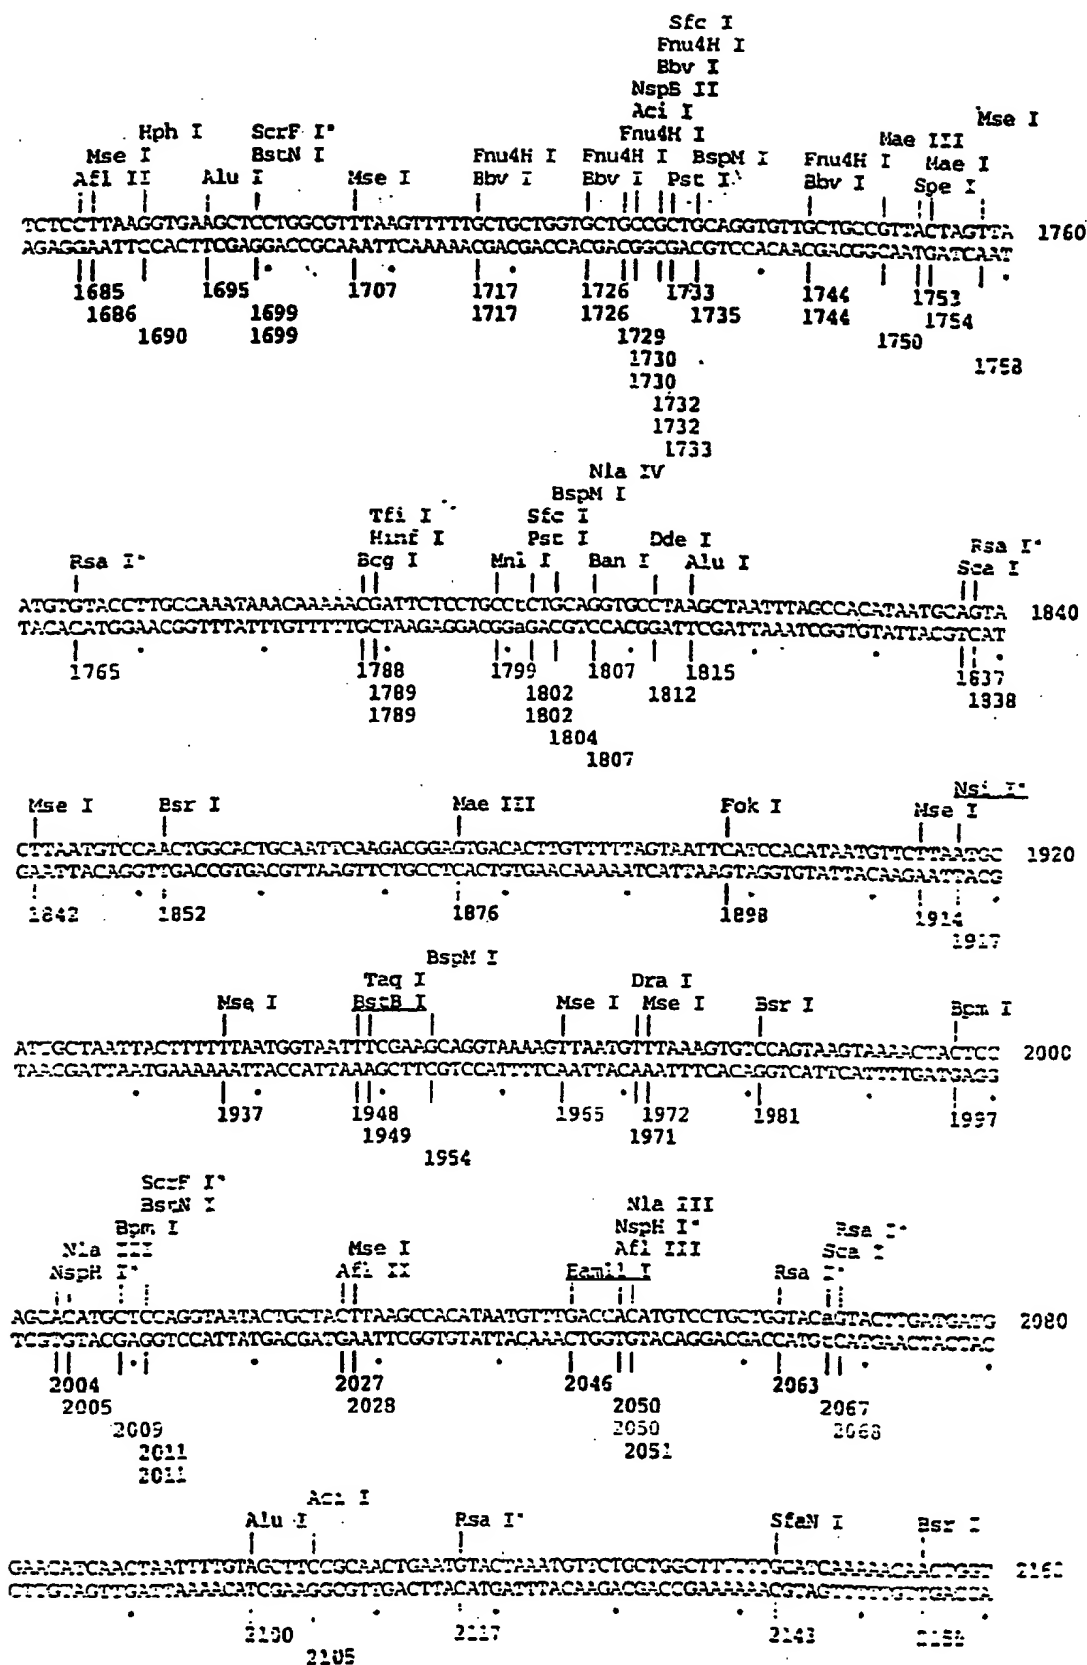 Sfc I
Fnu4H I
Bbv I
NspB II
Aci I
Mse I
Hph I ScrF I* Fnu4H I Mae III
Mse I BstN I Fnu4H I Fnu4H I BspM I Fnu4H I Mae I
Afl II Alu I Mse I Bbv I Bbv I Pst I Bbv I Spe I
TCTCCTTAAGGTGAAGCTCCTGGCGTTTAAGTTTTTGCTGCTGGTGCTGCCGCTGCAGGTGTTGCTGCCGTTACTAGTTA 1760
AGAGGAATTCCACTTCGAGGACCGCAAATTCAAAAACGACGACCACGACGGCGACGTCCACAACGACGGCAATGATCAAT
1685 1695 1707 1717 1726 1733 1744 1753
1686 1699 1717 1726 1735 1744 1754
1690 1699 1729 1750
1730 1758
1730
1732
1732
1733
Nla IV
BspM I
Tfi I Sfc I
Hinf I Pst I Dde I Rsa I*
Rsa I* Bcg I Mnl I Ban I Alu I Sca I
ATGTGTACCTTGCCAAATAAACAAAAACGATTCTCCTGCCtCTGCAGGTGCCTAAGCTAATTTAGCCACATAATGCAGTA 1840
TACACATGGAACGGTTTATTTGTTTTTGCTAAGAGGACGGaGACGTCCACGGATTCGATTAAATCGGTGTATTACGTCAT
1765 1788 1799 1807 1815 1837
1789 1802 1812 1838
1789 1802
1804
1807
Nsi I*
Mse I Bsr I Mae III Fok I Mse I
CTTAATGTCCAACTGGCACTGCAATTCAAGACGGAGTGACACTTGTTTTTAGTAATTCATCCACATAATGTTCTTAATGC 1920
GAATTACAGGTTGACCGTGACGTTAAGTTCTGCCTCACTGTGAACAAAAATCATTAAGTAGGTGTATTACAAGAATTACG
1842 1852 1876 1898 1914
1917
BspM I
Taq I Dra I
Mse I BstB I Mse I Mse I Bsr I Bpm I
ATTGCTAATTACTTTTTTAATGGTAATTTCGAAGCAGGTAAAAGTTAATGTTTAAAGTGTCCAGTAAGTAAAACTACTCC 2000
TAACGATTAATGAAAAAATTACCATTAAAGCTTCGTCCATTTTCAATTACAAATTTCACAGGTCATTCATTTTGATGAGG
1937 1948 1965 1972 1981 1997
1949 1971
1954
ScrF I*
BstN I Nla III
Bpm I NspH I* Rsa I*
Nla III Mse I Afl III Sca I
NspH I* Afl II Eam11 I Rsa I*
AGCACATGCTCCAGGTAATACTGCTACTTAAGCCACATAATGTTTGACCACATGTCCTGCTGGTACaGTACTTGATGATG 2080
2004 2027 2046 2063
2005 2028 2050 2067
2009 2050 2068
2011 2051
2011
Aci I
Alu I Rsa I* SfaN I Bsr I
2100 2117 2143
2105